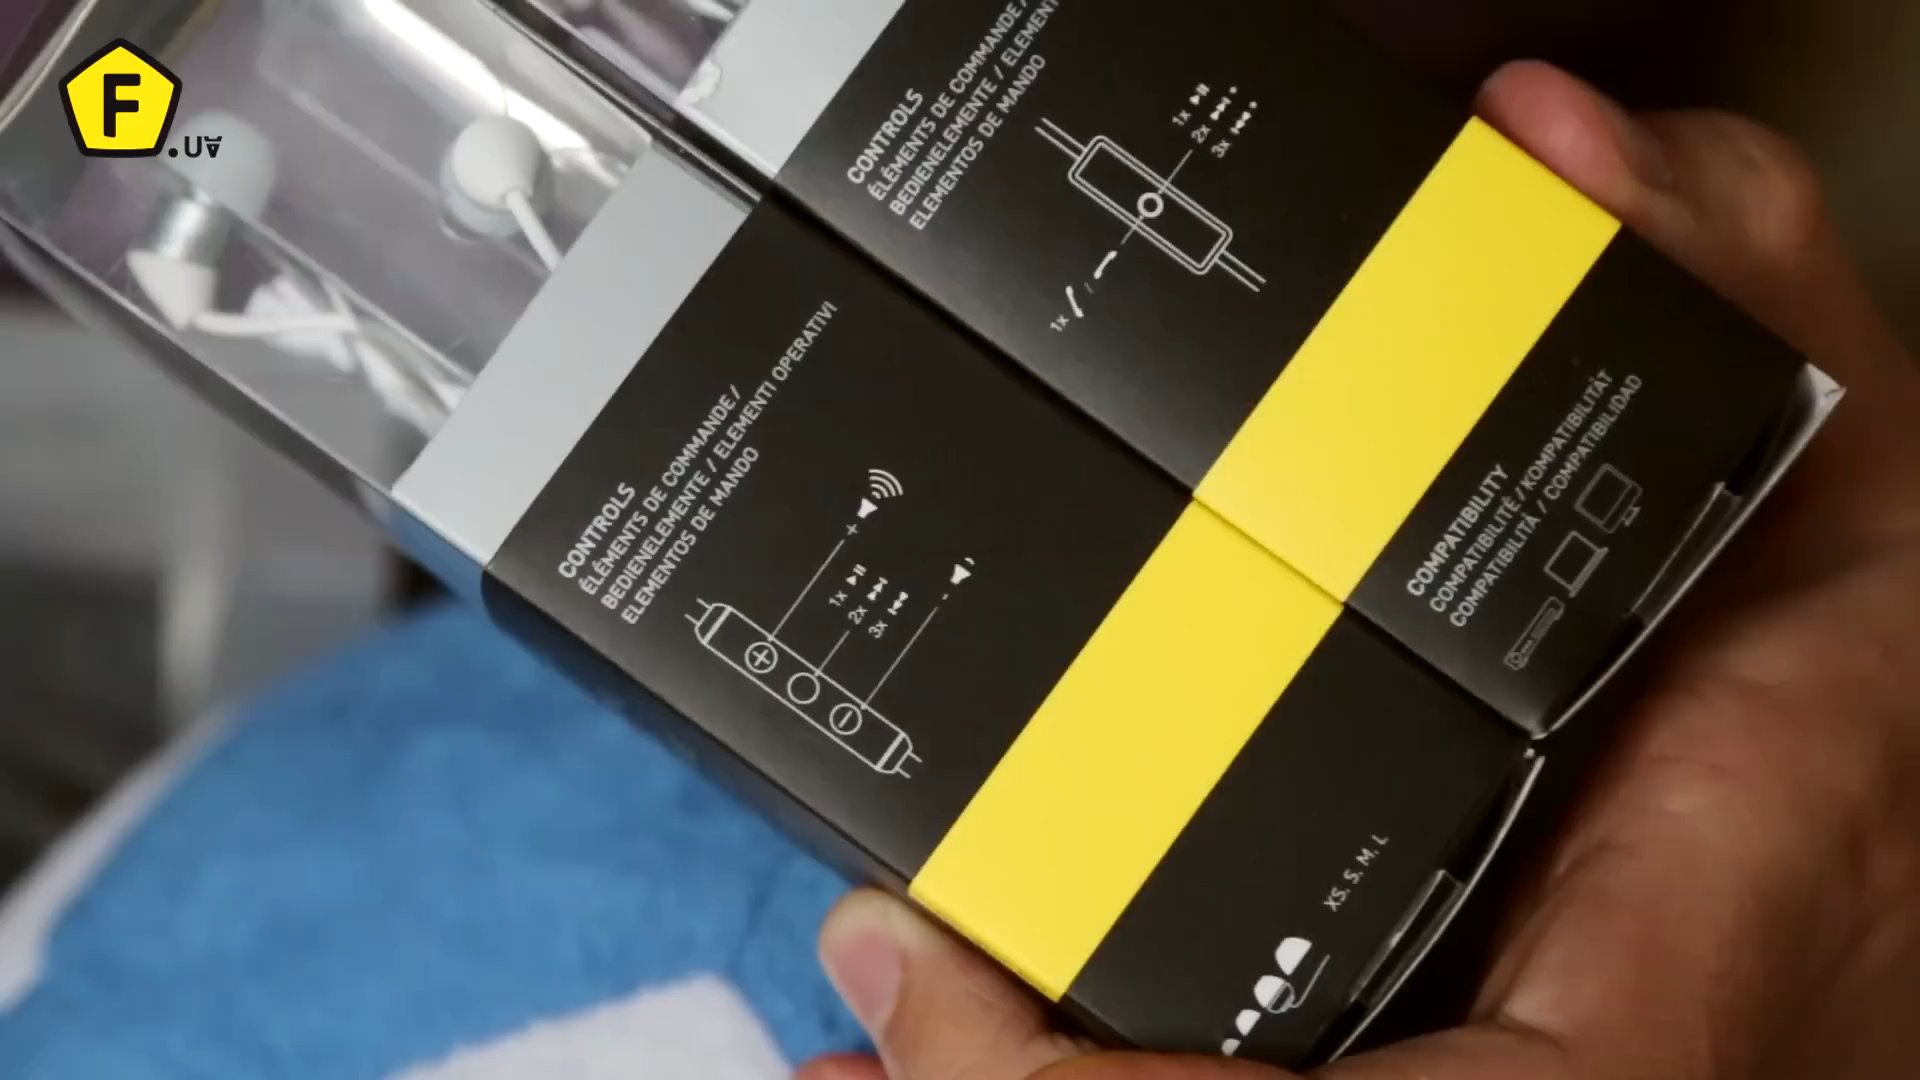 F
.UA
CONTROLS
ÉLÉMENTS DE COMMANDE/
BEDIENELEMENTE / ELEMENTI OPERATIVI
ELEMENTOS DE MANDO
+
1x
2x
3x
-
CONTROLS
ÉLÉMENTS DE COMMANDE/
BEDIENELEMENTE / ELEMENT
ELEMENTOS DE MANDO
1x
2x
3x
1x /
COMPATIBILITY
COMPATIBILITÉ / KOMPATIBILITÄT
COMPATIBILITÀ / COMPATIBILIDAD
XS, S, M, L